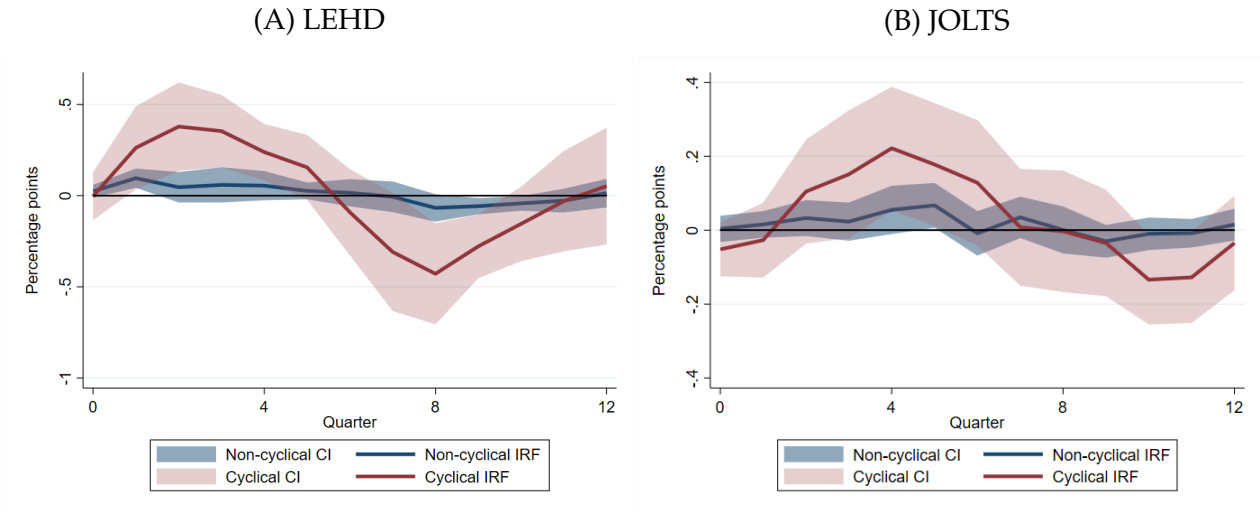 (A) LEHD
Percentage points
.5
0
-.5
-1
0 4 8 12
Quarter
Non-cyclical CI Non-cyclical IRF
Cyclical CI Cyclical IRF
(B) JOLTS
Percentage points
.4
.2
0
-.2
-.4
0 4 8 12
Quarter
Non-cyclical CI Non-cyclical IRF
Cyclical CI Cyclical IRF